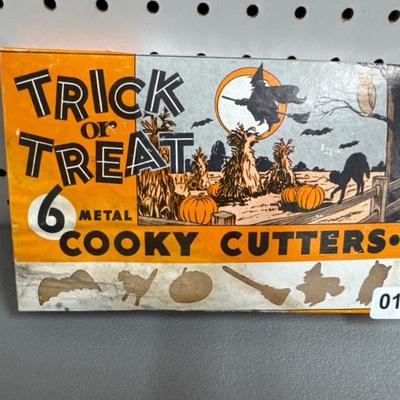 TRICK
or
TREAT
6 METAL
COOKY CUTTERS•
01